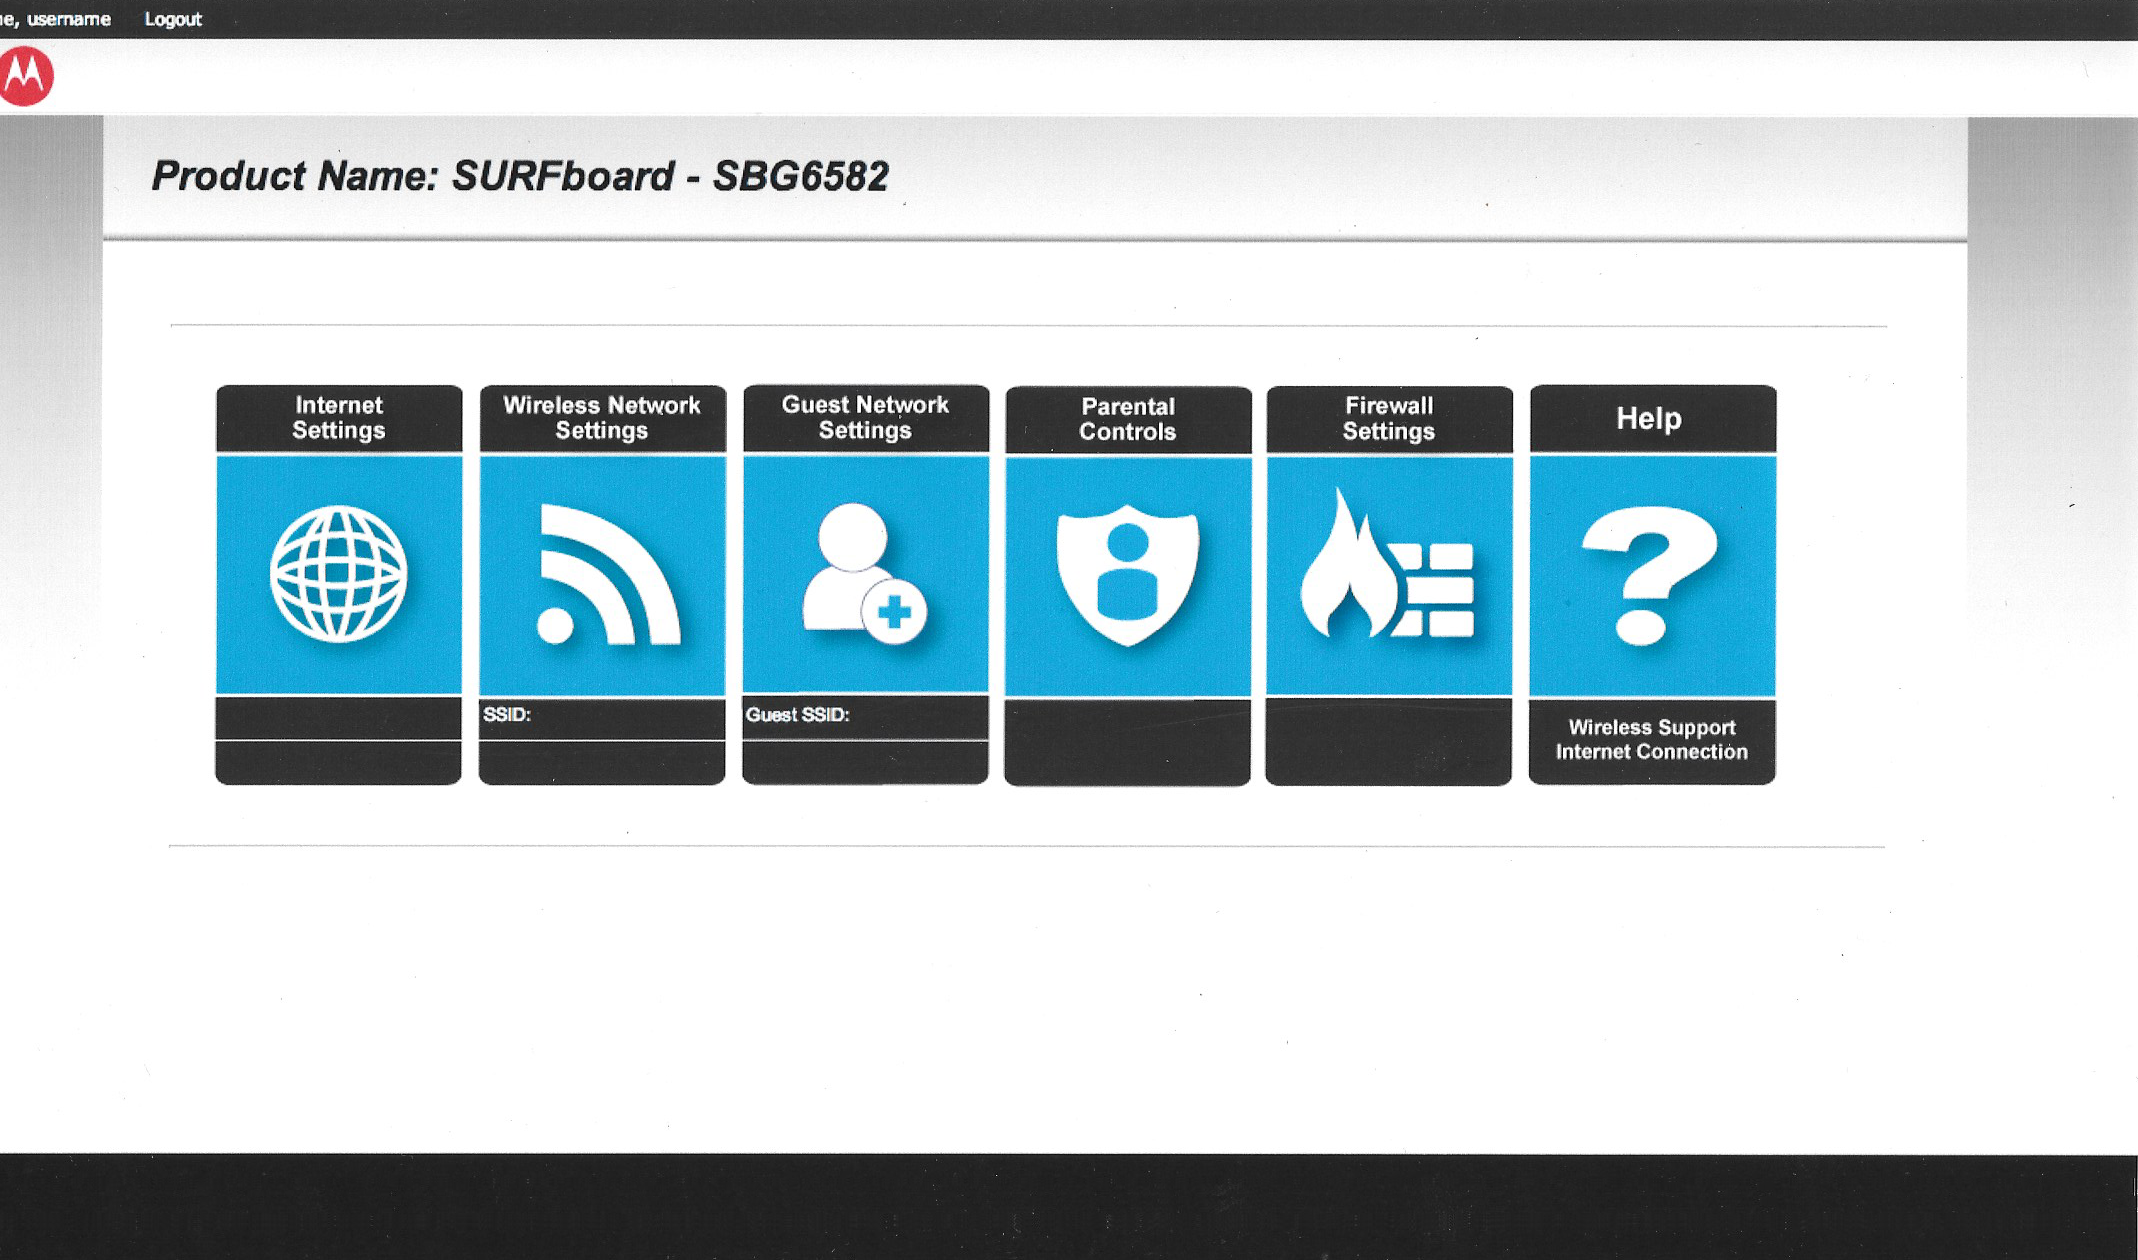 username
Logout
Product Name: SURFboard - SBG6582
Internet
Settings
Wireless Network
Settings
SSID:
Guest Network
Settings
Guest SSID:
Parental
Controls
Firewall
Settings
Help
Wireless Support
Internet Connection